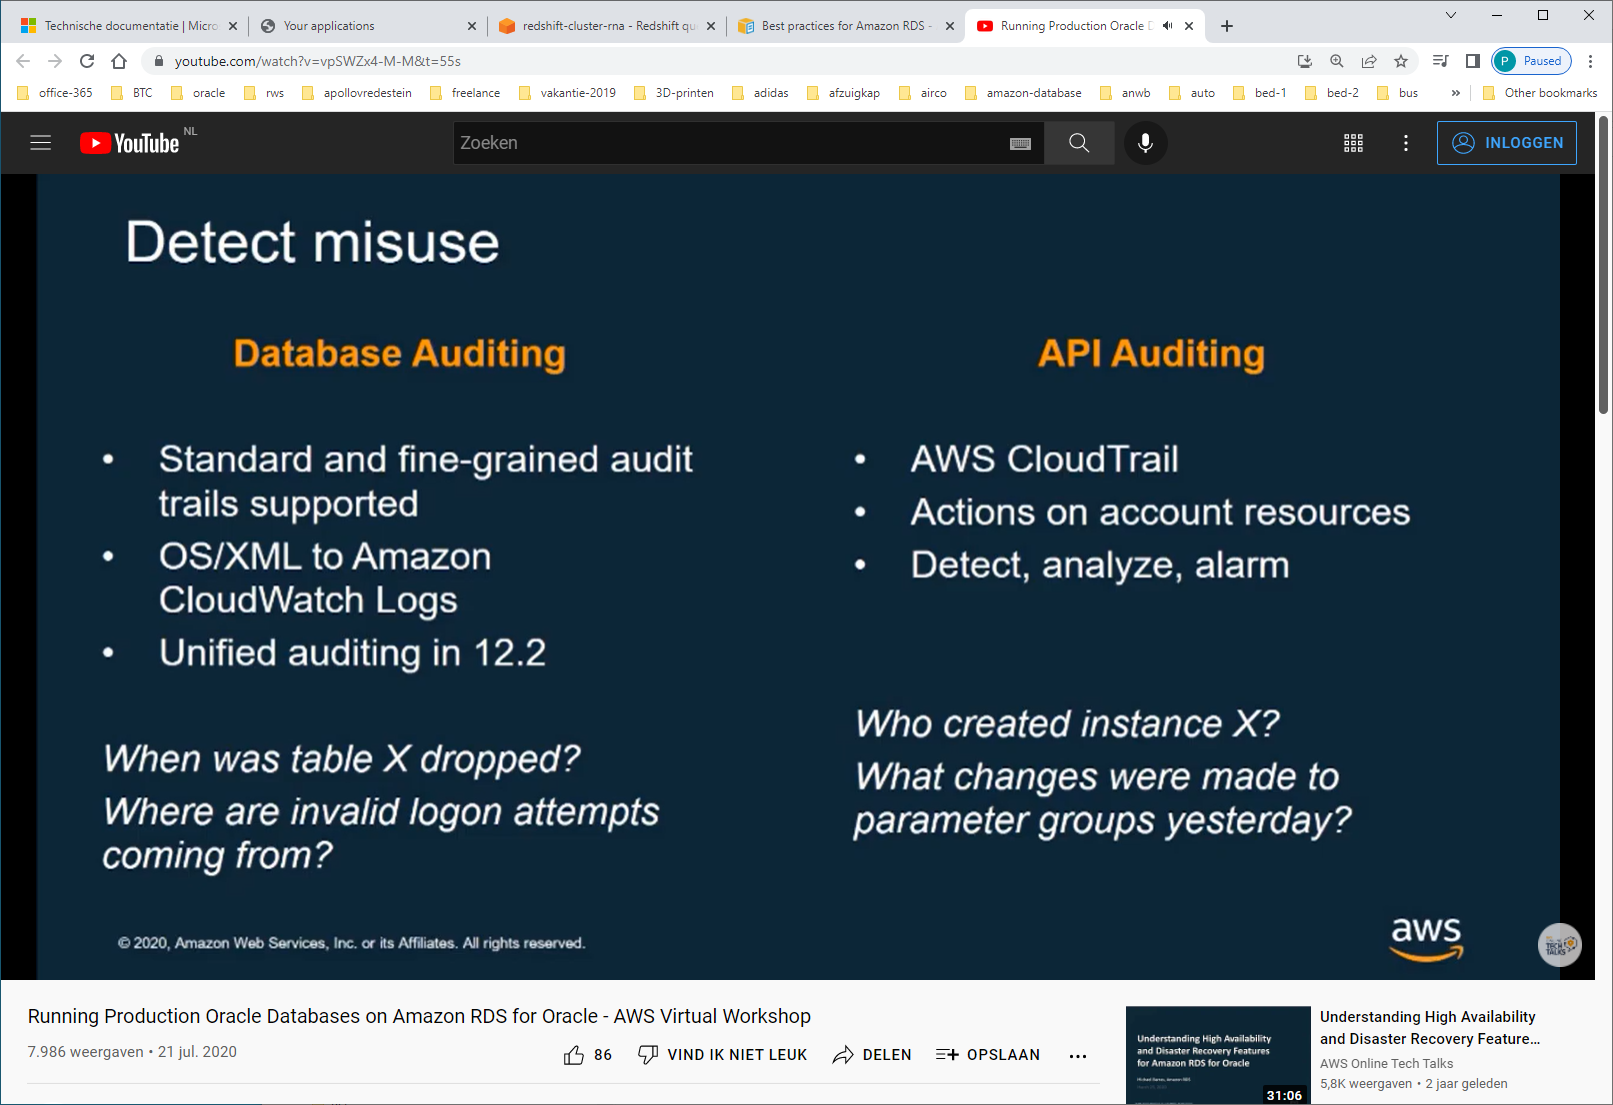 Technische documentatie | Micro
Your applications
redshift-cluster-rna - Redshift qu
Best practices for Amazon RDS -
Running Production Oracle D
youtube.com/watch?v=vpSWZx4-M-M&t=55s
P Paused
office-365
BTC
oracle
rws
apollovredestein
freelance
vakantie-2019
3D-printen
adidas
afzuigkap
airco
amazon-database
anwb
auto
bed-1
bed-2
bus
»
Other bookmarks
YouTube NL
Zoeken
INLOGGEN
Detect misuse
Database Auditing
• Standard and fine-grained audit
trails supported
• OS/XML to Amazon
CloudWatch Logs
• Unified auditing in 12.2
When was table X dropped?
Where are invalid logon attempts
coming from?
API Auditing
• AWS CloudTrail
• Actions on account resources
• Detect, analyze, alarm
Who created instance X?
What changes were made to
parameter groups yesterday?
© 2020, Amazon Web Services, Inc. or its Affiliates. All rights reserved.
aws
TECH
TALKS
Running Production Oracle Databases on Amazon RDS for Oracle - AWS Virtual Workshop
7.986 weergaven • 21 jul. 2020
86
VIND IK NIET LEUK
DELEN
OPSLAAN
Understanding High Availability
and Disaster Recovery Features
for Amazon RDS for Oracle
31:06
Understanding High Availability
and Disaster Recovery Feature...
AWS Online Tech Talks
5,8K weergaven • 2 jaar geleden